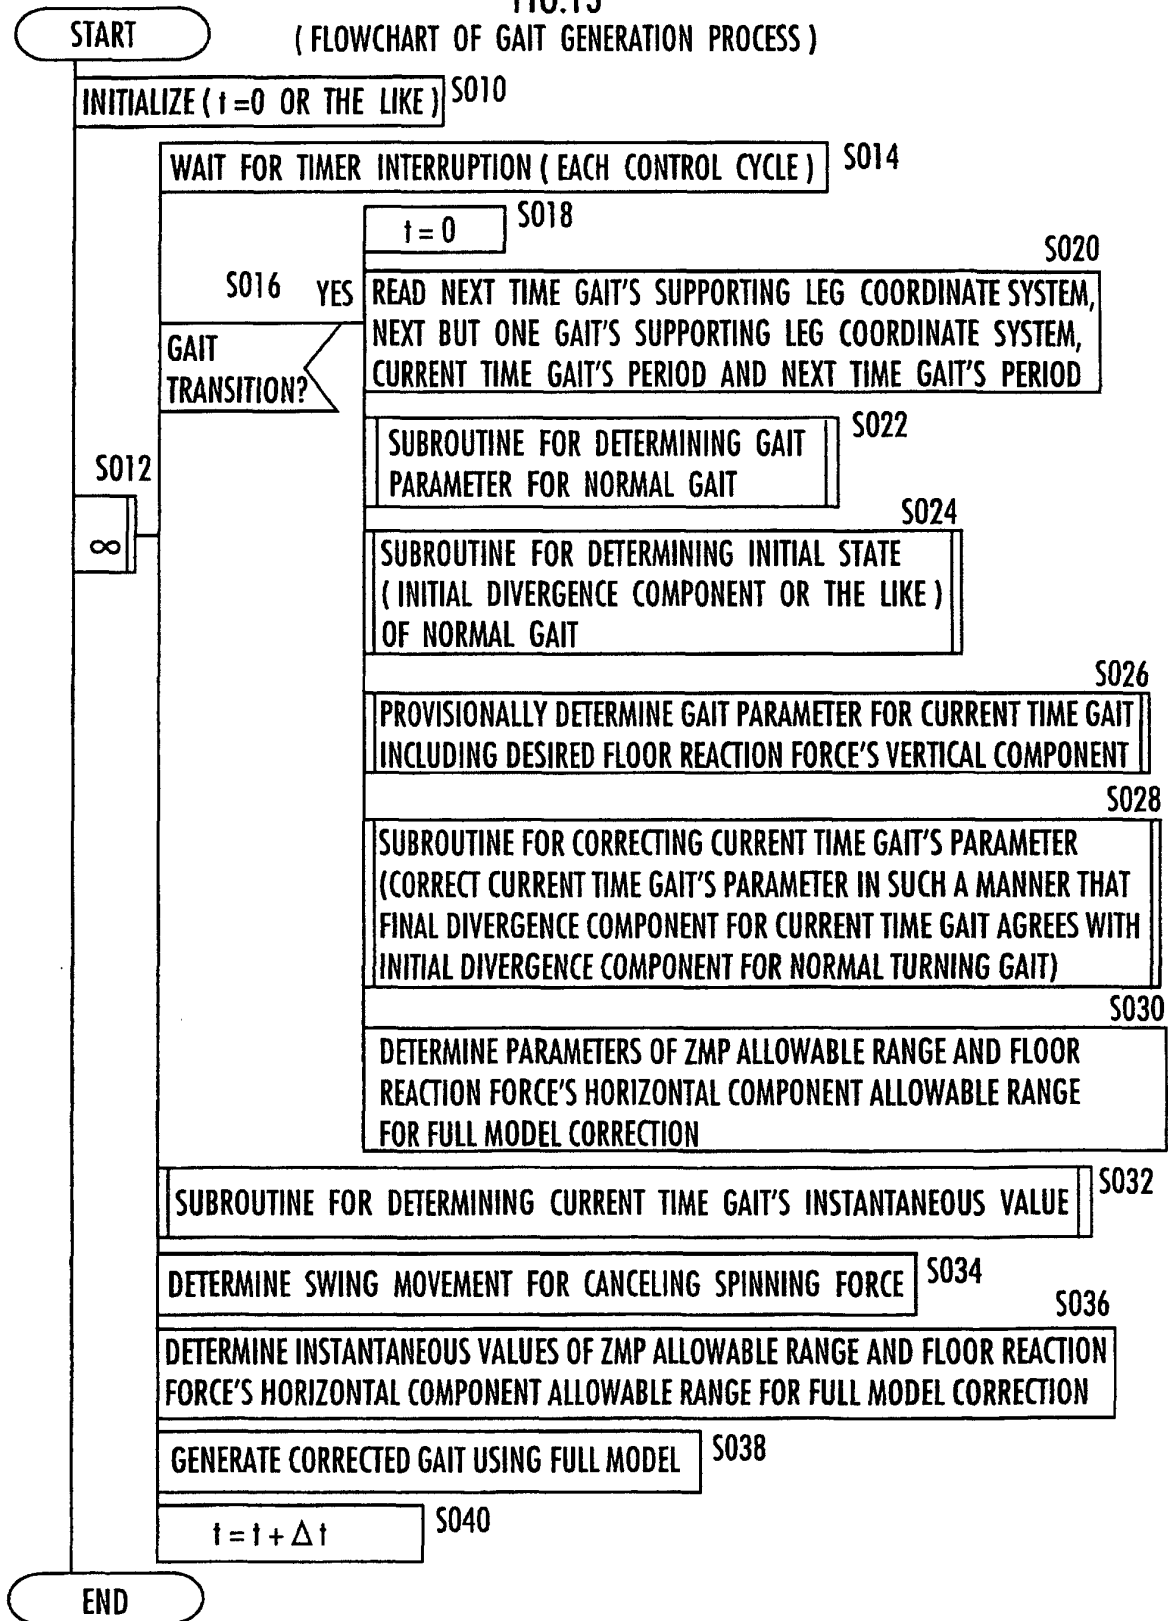 FIG.13
START
( FLOWCHART OF GAIT GENERATION PROCESS )
INITIALIZE ( t =0 OR THE LIKE ) S010
WAIT FOR TIMER INTERRUPTION ( EACH CONTROL CYCLE ) S014
t = 0 S018
S020
S016 YES
READ NEXT TIME GAIT'S SUPPORTING LEG COORDINATE SYSTEM,
NEXT BUT ONE GAIT'S SUPPORTING LEG COORDINATE SYSTEM,
CURRENT TIME GAIT'S PERIOD AND NEXT TIME GAIT'S PERIOD
GAIT
TRANSITION?
SUBROUTINE FOR DETERMINING GAIT
PARAMETER FOR NORMAL GAIT
S022
S012
∞
S024
SUBROUTINE FOR DETERMINING INITIAL STATE
( INITIAL DIVERGENCE COMPONENT OR THE LIKE )
OF NORMAL GAIT
S026
PROVISIONALLY DETERMINE GAIT PARAMETER FOR CURRENT TIME GAIT
INCLUDING DESIRED FLOOR REACTION FORCE'S VERTICAL COMPONENT
S028
SUBROUTINE FOR CORRECTING CURRENT TIME GAIT'S PARAMETER
(CORRECT CURRENT TIME GAIT'S PARAMETER IN SUCH A MANNER THAT
FINAL DIVERGENCE COMPONENT FOR CURRENT TIME GAIT AGREES WITH
INITIAL DIVERGENCE COMPONENT FOR NORMAL TURNING GAIT)
S030
DETERMINE PARAMETERS OF ZMP ALLOWABLE RANGE AND FLOOR
REACTION FORCE'S HORIZONTAL COMPONENT ALLOWABLE RANGE
FOR FULL MODEL CORRECTION
SUBROUTINE FOR DETERMINING CURRENT TIME GAIT'S INSTANTANEOUS VALUE S032
DETERMINE SWING MOVEMENT FOR CANCELING SPINNING FORCE S034
S036
DETERMINE INSTANTANEOUS VALUES OF ZMP ALLOWABLE RANGE AND FLOOR REACTION
FORCE'S HORIZONTAL COMPONENT ALLOWABLE RANGE FOR FULL MODEL CORRECTION
GENERATE CORRECTED GAIT USING FULL MODEL S038
t = t + Δ t S040
END